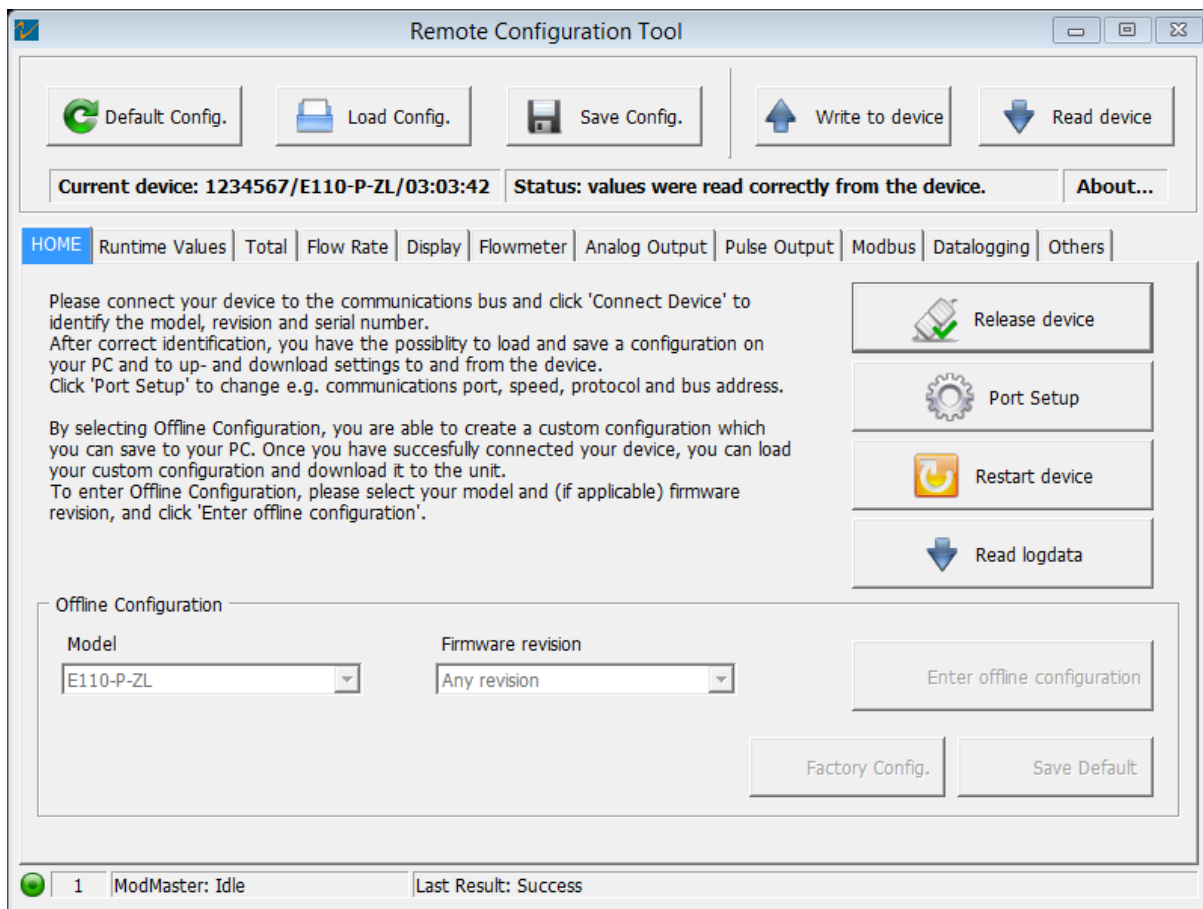 Remote Configuration Tool
Default Config.
Load Config.
Save Config.
Write to device
Read device
Current device: 1234567/E110-P-ZL/03:03:42
Status: values were read correctly from the device.
About...
HOME
Runtime Values
Total
Flow Rate
Display
Flowmeter
Analog Output
Pulse Output
Modbus
Datalogging
Others
Please connect your device to the communications bus and click 'Connect Device' to
identify the model, revision and serial number.
After correct identification, you have the possiblity to load and save a configuration on
your PC and to up- and download settings to and from the device.
Click 'Port Setup' to change e.g. communications port, speed, protocol and bus address.
By selecting Offline Configuration, you are able to create a custom configuration which
you can save to your PC. Once you have succesfully connected your device, you can load
your custom configuration and download it to the unit.
To enter Offline Configuration, please select your model and (if applicable) firmware
revision, and click 'Enter offline configuration'.
Release device
Port Setup
Restart device
Read logdata
Offline Configuration
Model
Firmware revision
E110-P-ZL
Any revision
Enter offline configuration
Factory Config.
Save Default
1
ModMaster: Idle
Last Result: Success